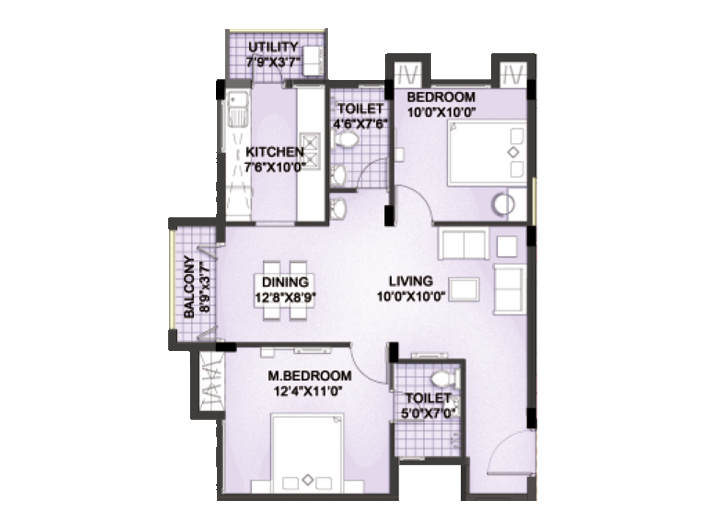 UTILITY
7'9"X3'7"
TOILET
4'6"X7'6"
BEDROOM
10'0"X10'0"
KITCHEN
7'6"X10'0"
BALCONY
8'9"x3'7"
DINING
12'8"X8'9"
LIVING
10'0"X10'0"
M.BEDROOM
12'4"X11'0"
TOILET
5'0"X7'0"